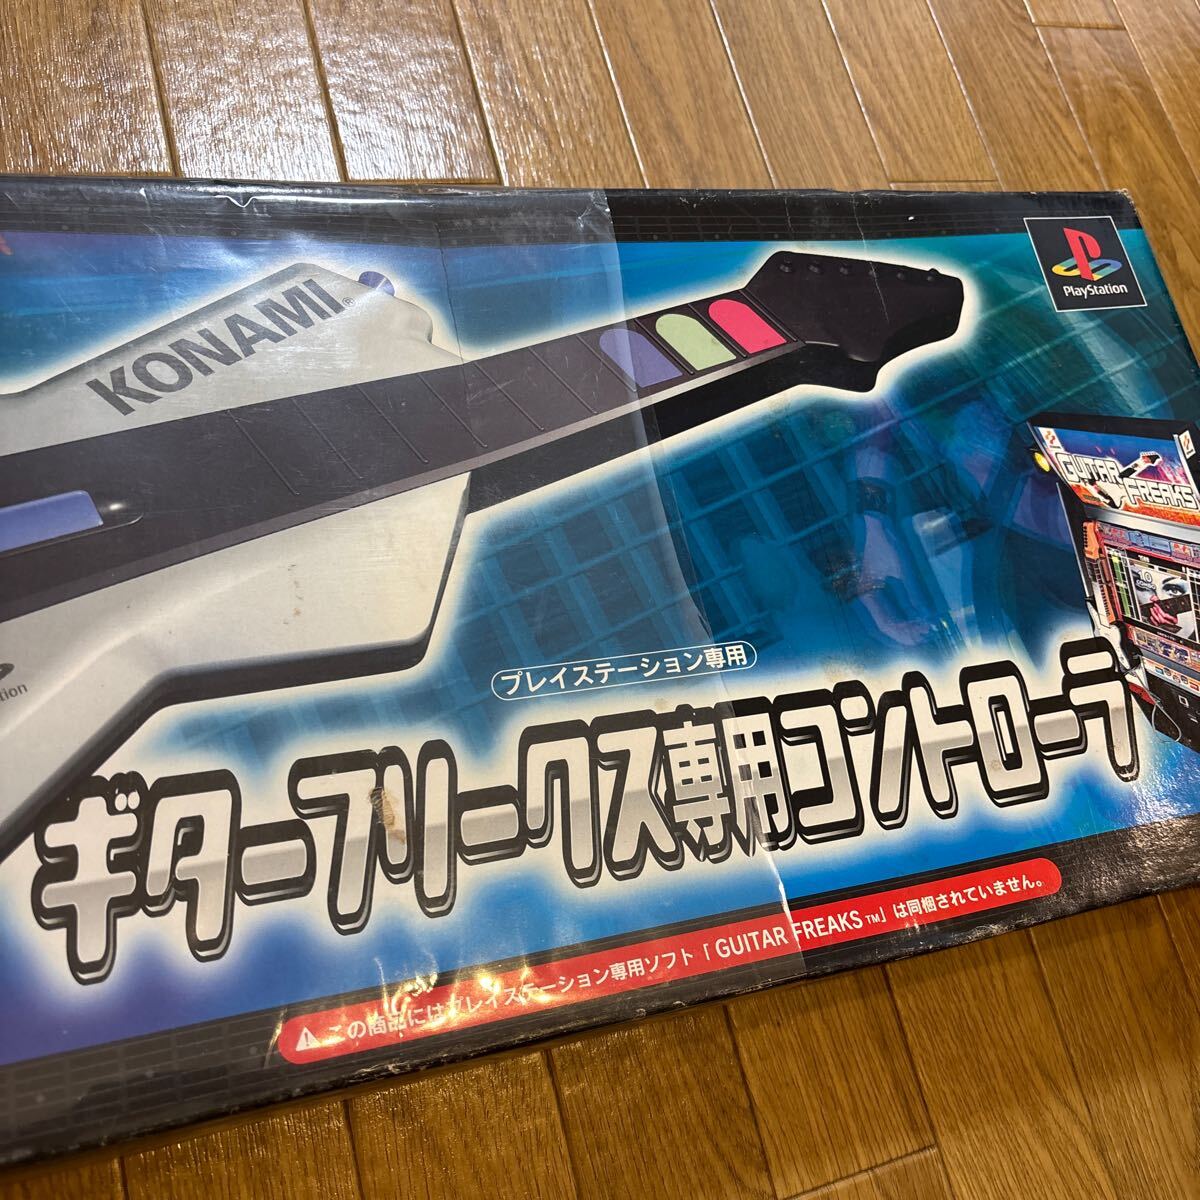 KONAMI®
PlayStation
GUITAR FREAKS
tion
プレイステーション専用
ギターフリークス専用コントローラ
この商品にはプレイステーション専用ソフト「GUITAR FREAKS™」は同梱されていません。